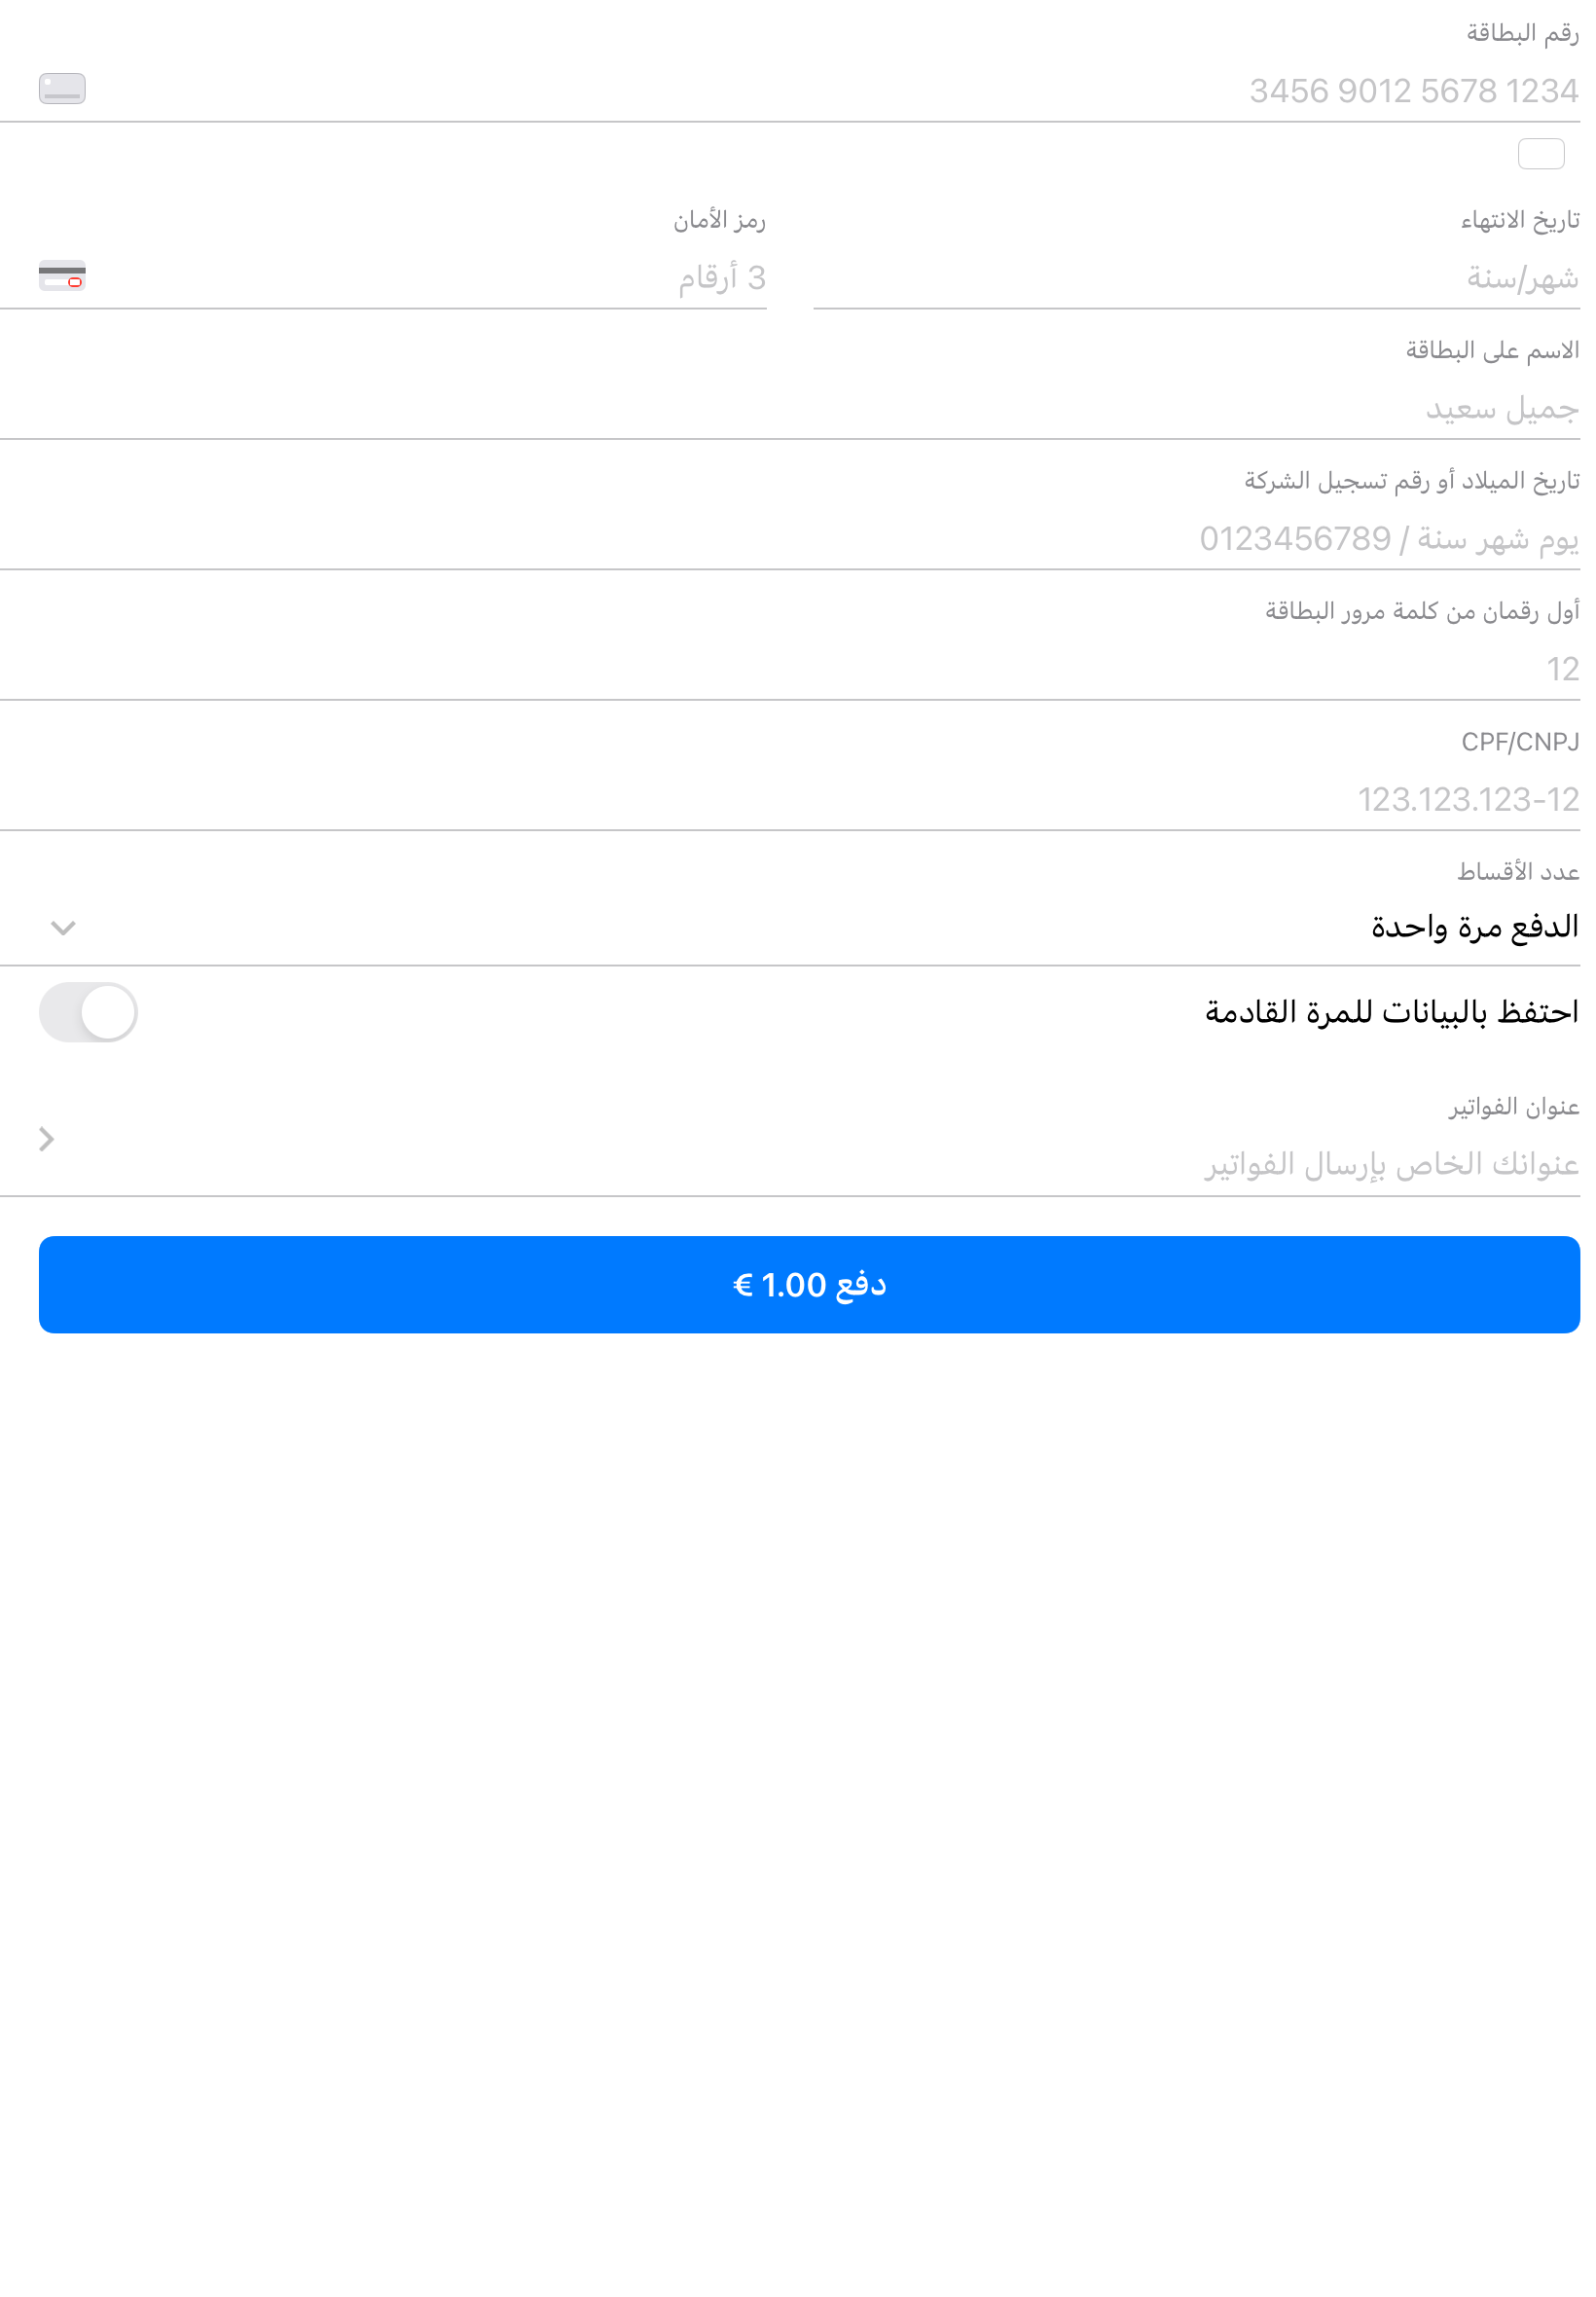 رقم البطاقة
1234 5678 9012 3456
تاريخ الانتهاء
رمز الأمان
شهر/سنة
3 أرقام
الاسم على البطاقة
جميل سعيد
تاريخ الميلاد أو رقم تسجيل الشركة
يوم شهر سنة / 0123456789
أول رقمان من كلمة مرور البطاقة
12
CPF/CNPJ
123.123.123-12
عدد الأقساط
الدفع مرة واحدة
احتفظ بالبيانات للمرة القادمة
عنوان الفواتير
عنوانك الخاص بإرسال الفواتير
دفع 1.00 €